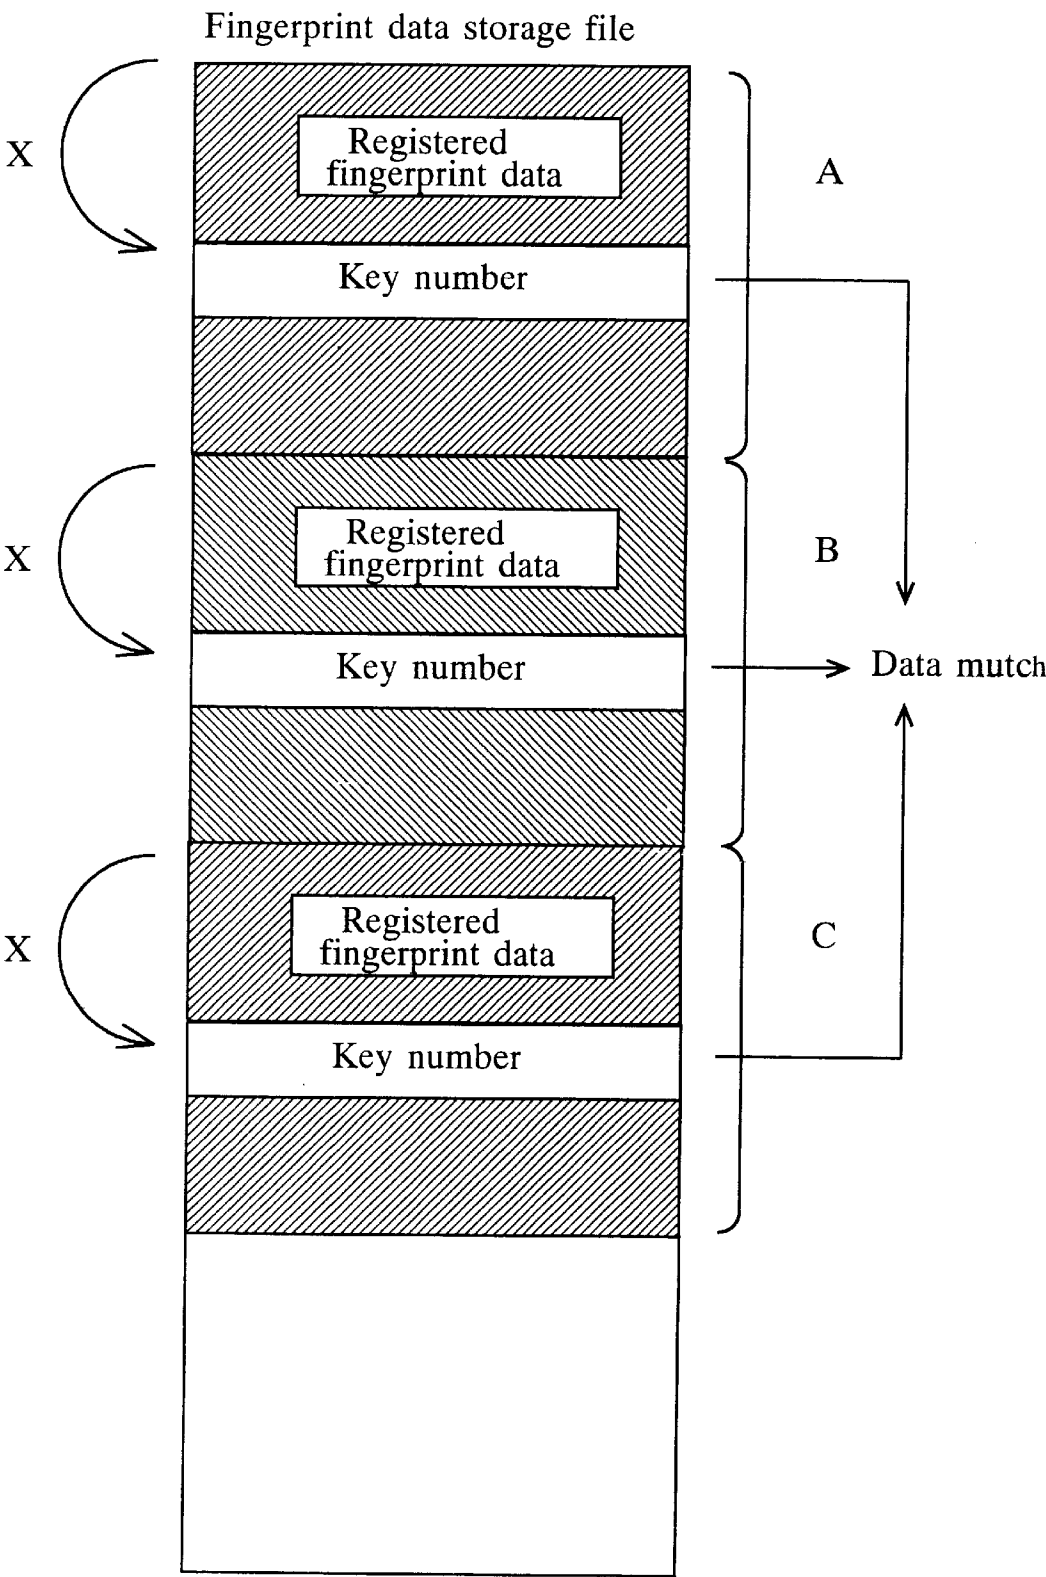 Fingerprint data storage file
Registered
fingerprint data
X
A
Key number
Registered
fingerprint data
X
B
Key number
Data mutch
Registered
fingerprint data
X
C
Key number